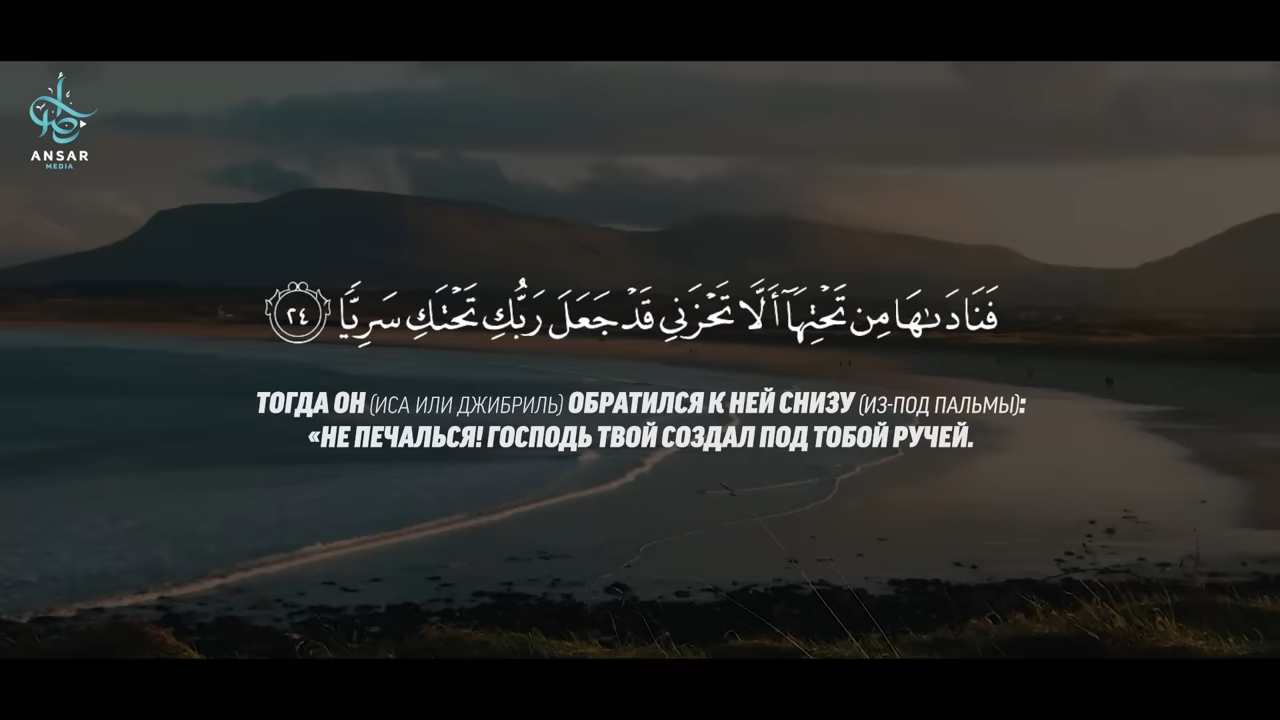 ANSAR
MEDIA
فَنَادَىٰهَا مِن تَحْتِهَآ أَلَّا تَحْزَنِي قَدْ جَعَلَ رَبُّكِ تَحْتَكِ سَرِيًّا ٢٤
ТОГДА ОН (ИСА ИЛИ ДЖИБРИЛЬ) ОБРАТИЛСЯ К НЕЙ СНИЗУ (ИЗ-ПОД ПАЛЬМЫ):
«НЕ ПЕЧАЛЬСЯ! ГОСПОДЬ ТВОЙ СОЗДАЛ ПОД ТОБОЙ РУЧЕЙ.